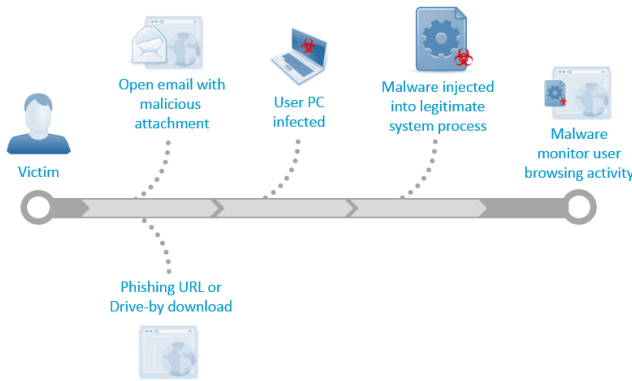 Victim
Open email with
malicious
attachment
Phishing URL or
Drive-by download
User PC
infected
Malware injected
into legitimate
system process
Malware
monitor user
browsing activity